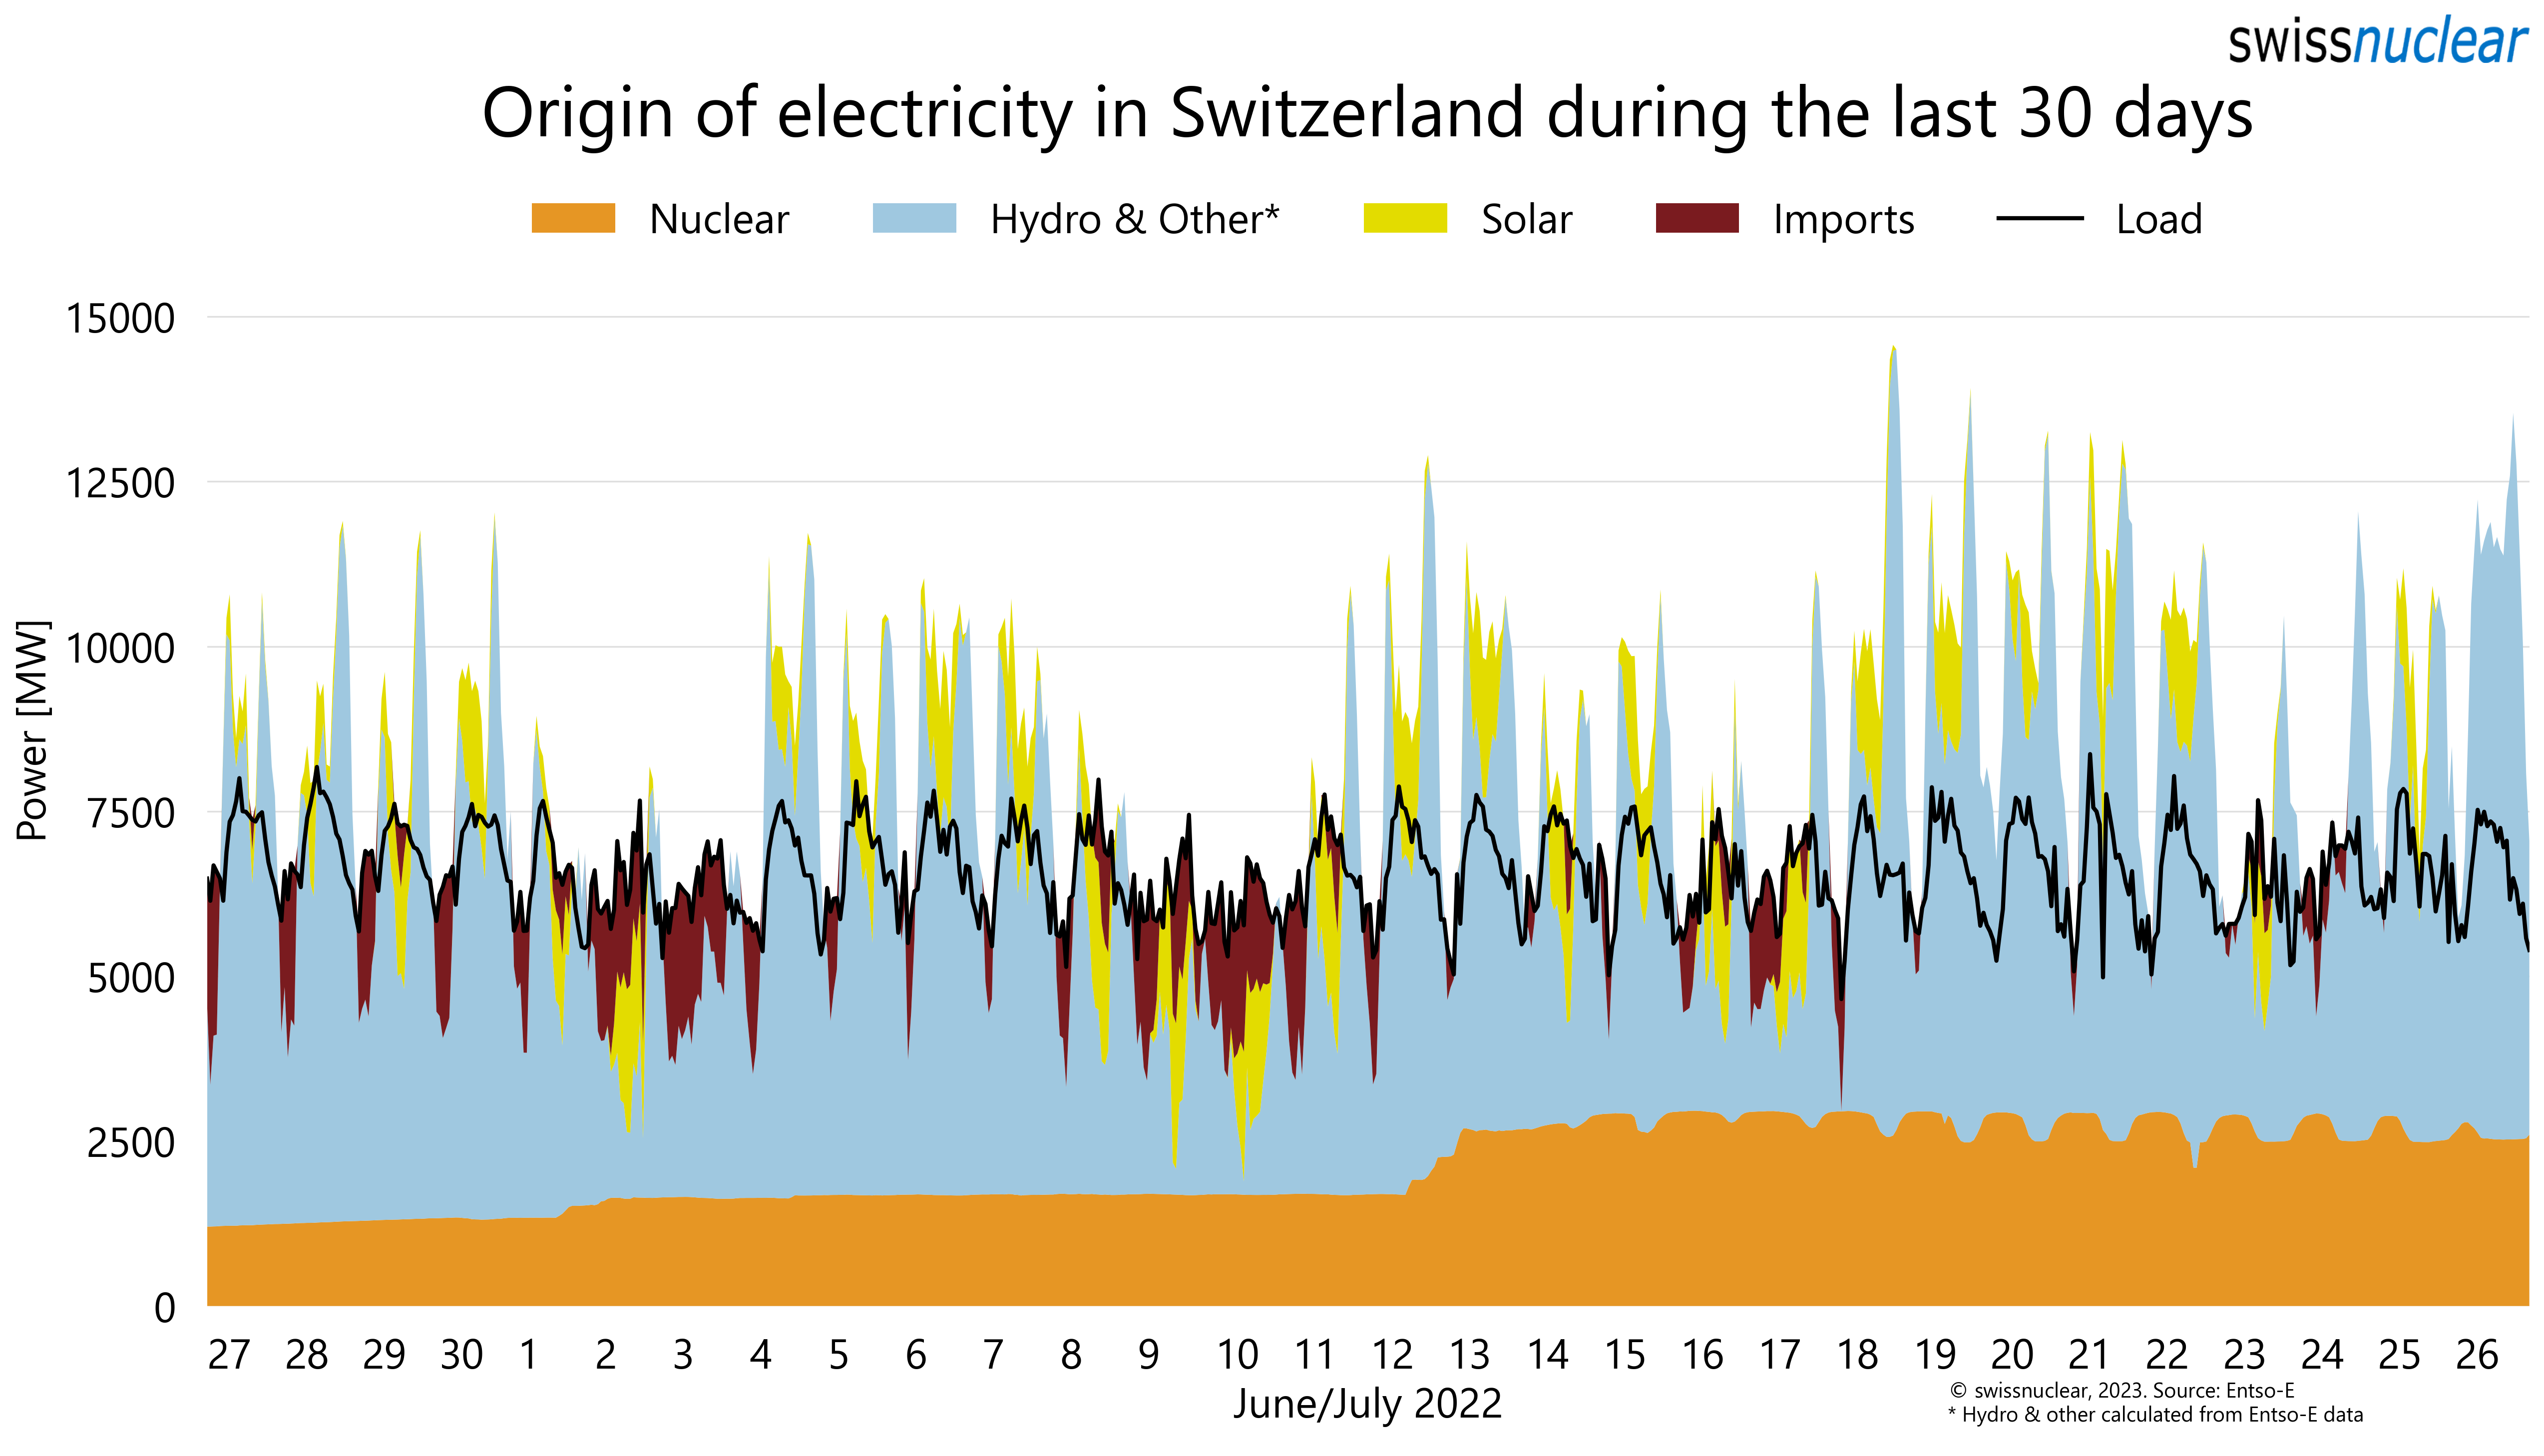 swissnuclear
Origin of electricity in Switzerland during the last 30 days
Nuclear Hydro & Other* Solar Imports Load
15000
12500
10000
7500
5000
2500
0
Power [MW]
27 28 29 30 1 2 3 4 5 6 7 8 9 10 11 12 13 14 15 16 17 18 19 20 21 22 23 24 25 26
June/July 2022
© swissnuclear, 2023. Source: Entso-E
* Hydro & other calculated from Entso-E data